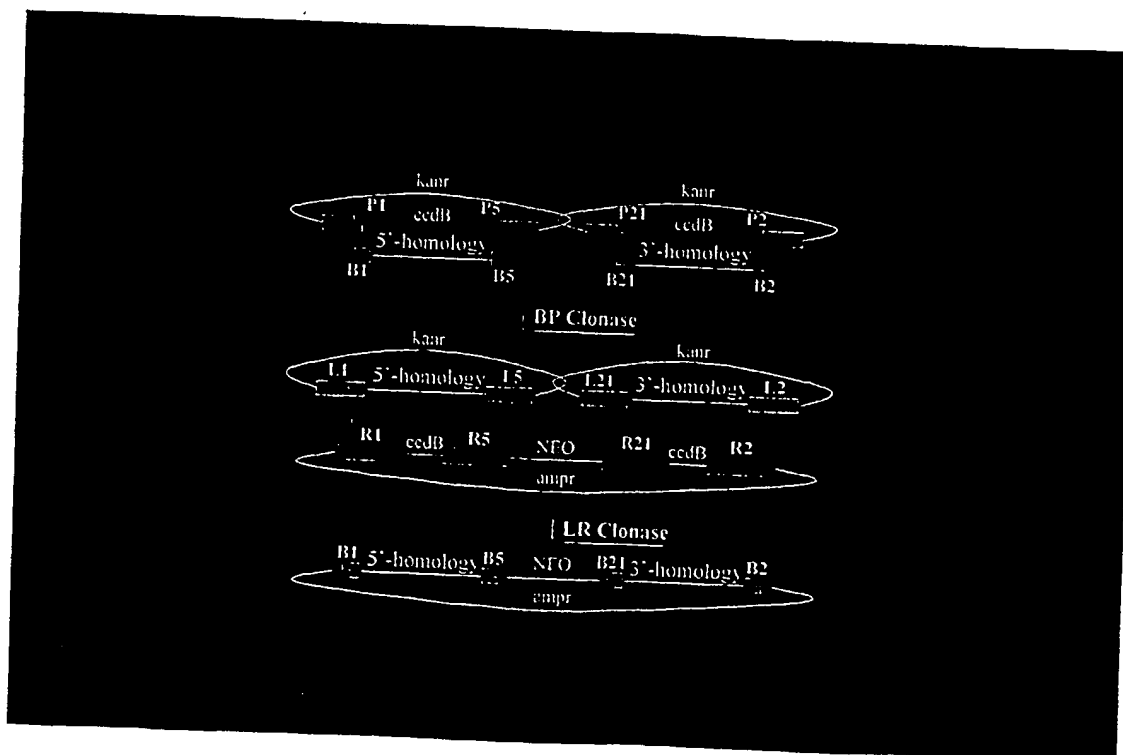 kanr kanr
P1 ccdB P5 P21 ccdB P2
5'-homology 3'-homology
B1 B5 B21 B2
BP Clonase
kanr kanr
L1 5'-homology L5 L21 3'-homology L2
R1 ccdB R5 NEO R21 ccdB R2
ampr
LR Clonase
B1 5'-homology B5 NEO B21 3'-homology B2
ampr